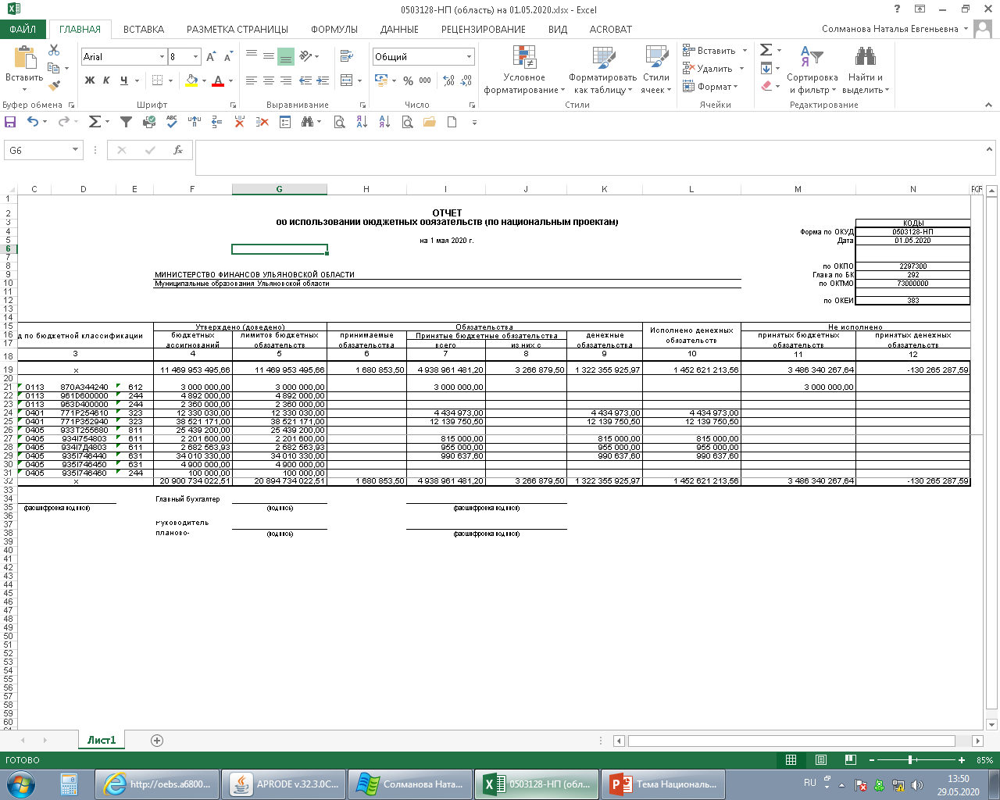 0503128-НП (область) на 01.05.2020.xlsx - Excel
ФАЙЛ ГЛАВНАЯ ВСТАВКА РАЗМЕТКА СТРАНИЦЫ ФОРМУЛЫ ДАННЫЕ РЕЦЕНЗИРОВАНИЕ ВИД ACROBAT Солманова Наталья Евгеньевна
Вставить Arial 8 Общий Условное форматирование Форматировать как таблицу Стили ячеек Вставить Удалить Формат Сортировка и фильтр Найти и выделить
Ж К Ч % 000
Буфер обмена Шрифт Выравнивание Число Стили Ячейки Редактирование
G6
C D E F G H I J K L M N
ОТЧЕТ
об использовании бюджетных обязательств (по национальным проектам)
КОДЫ
Форма по ОКУД 0503128-НП
на 1 мая 2020 г. Дата 01.05.2020
по ОКПО 2297300
МИНИСТЕРСТВО ФИНАНСОВ УЛЬЯНОВСКОЙ ОБЛАСТИ Глава по БК 292
Муниципальные образования Ульяновской области по ОКТМО 73000000
по ОКЕИ 383
Утверждено (доведено) Обязательства Не исполнено
д по бюджетной классификации бюджетных ассигнований лимитов бюджетных обязательств принимаемые обязательства Принятые бюджетные обязательства денежные обязательства Исполнено денежных обязательств принятых бюджетных обязательств принятых денежных обязательств
всего из них с
3 4 5 6 7 8 9 10 11 12
19 x 11 469 953 495,66 11 469 953 495,66 1 680 853,50 4 938 961 481,20 3 266 879,50 1 322 355 925,97 1 452 621 213,56 3 486 340 267,64 -130 265 287,59
21 0113 870A344240 612 3 000 000,00 3 000 000,00 3 000 000,00 3 000 000,00
22 0113 961D600000 244 4 892 000,00 4 892 000,00
23 0113 963D400000 244 2 360 000,00 2 360 000,00
24 0401 771P254610 323 12 330 030,00 12 330 030,00 4 434 973,00 4 434 973,00 4 434 973,00
25 0401 771P352940 323 38 521 171,00 38 521 171,00 12 139 750,50 12 139 750,50 12 139 750,50
26 0405 933T255680 811 25 439 200,00 25 439 200,00
27 0405 934I754803 611 2 201 600,00 2 201 600,00 815 000,00 815 000,00 815 000,00
28 0405 934I7Д4803 611 2 682 563,93 2 682 563,93 955 000,00 955 000,00 955 000,00
29 0405 935I746440 631 34 010 330,00 34 010 330,00 990 637,60 990 637,60 990 637,60
30 0405 935I746450 631 4 900 000,00 4 900 000,00
31 0405 935I746460 244 100 000,00 100 000,00
32 x 20 900 734 022,51 20 894 734 022,51 1 680 853,50 4 938 961 481,20 3 266 879,50 1 322 355 925,97 1 452 621 213,56 3 486 340 267,64 -130 265 287,59
Главный бухгалтер
(расшифровка подписи) (подпись) (расшифровка подписи)
Руководитель
планово- (подпись) (расшифровка подписи)
Лист1
ГОТОВО 85%
http://oebs.a6800... APRODE v.32.3.0C... Солманова Ната... 0503128-НП (обл... Тема Националь... RU 13:50
29.05.2020